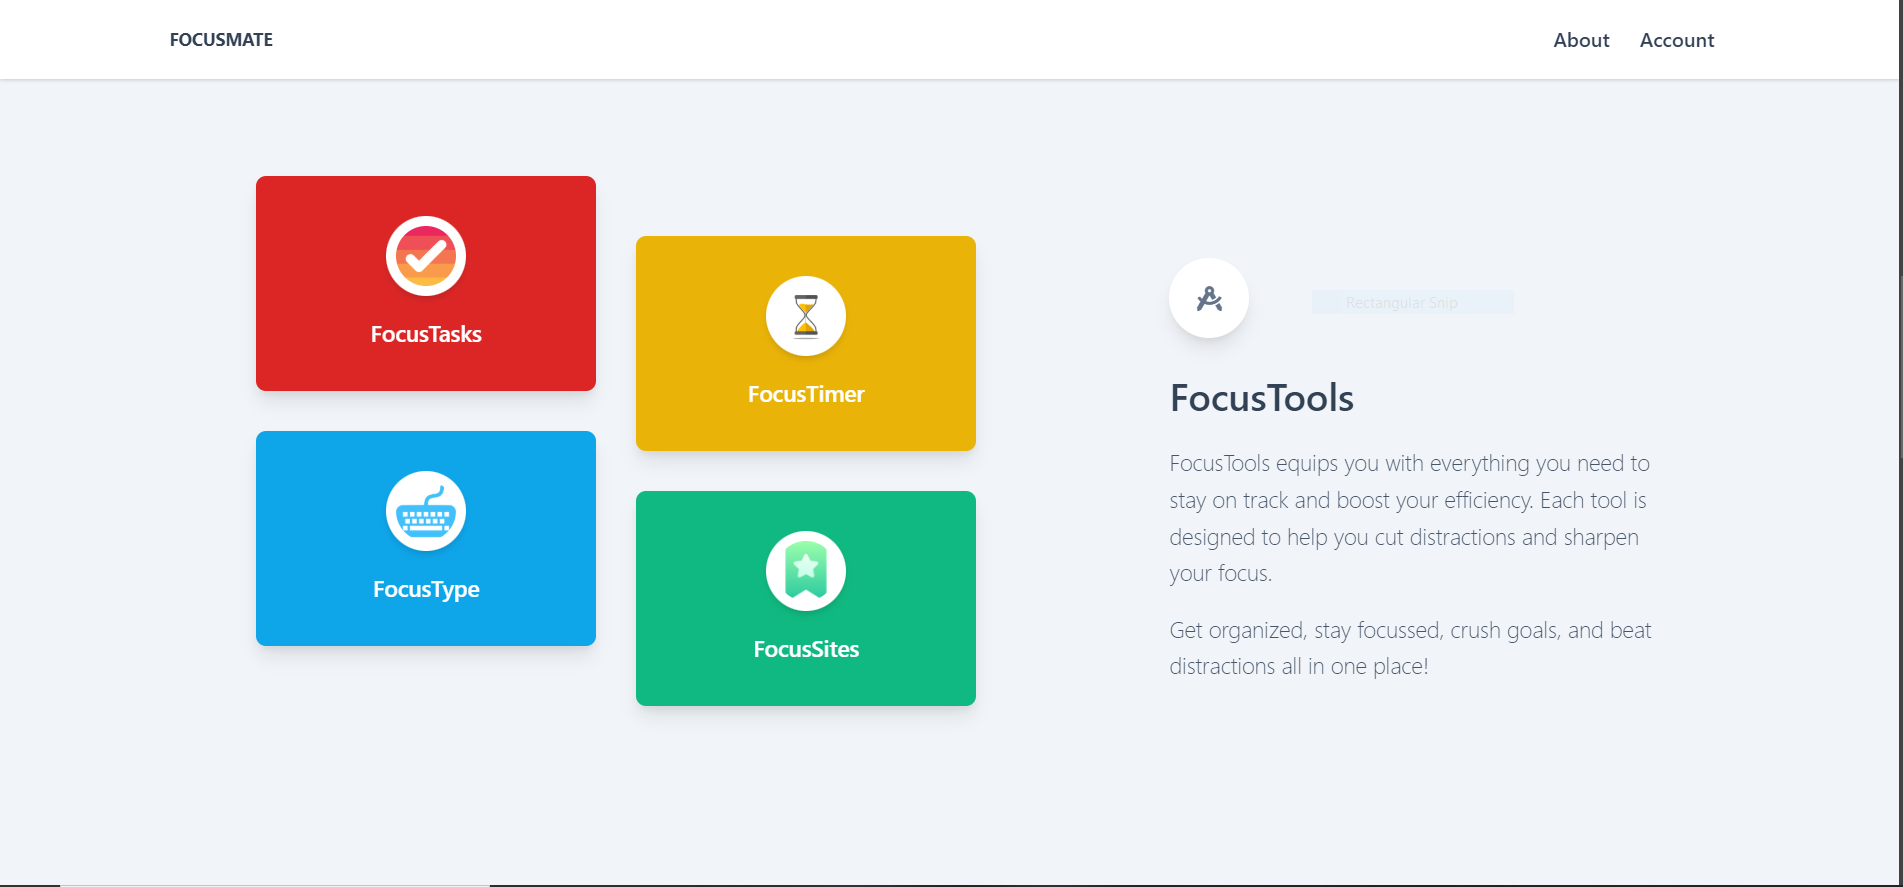 FOCUSMATE
About
Account
FocusTasks
FocusTimer
FocusType
FocusSites
Rectangular Snip
FocusTools
FocusTools equips you with everything you need to
stay on track and boost your efficiency. Each tool is
designed to help you cut distractions and sharpen
your focus.
Get organized, stay focussed, crush goals, and beat
distractions all in one place!